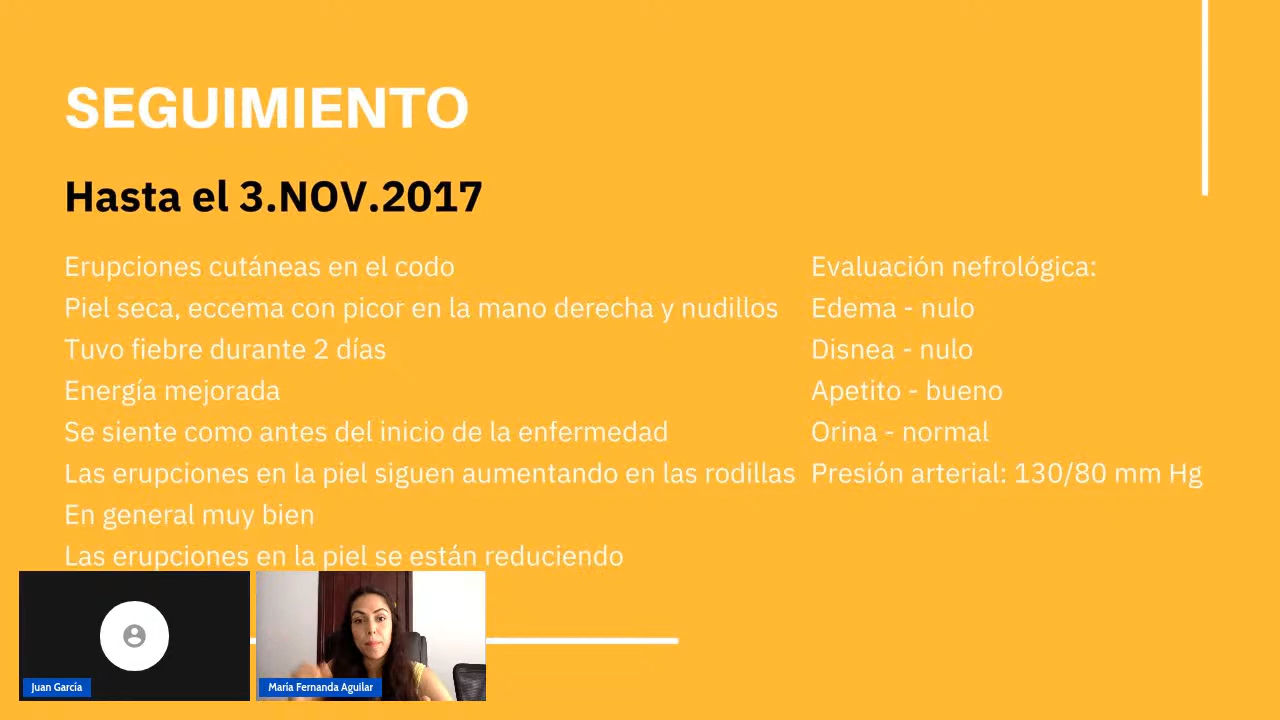 SEGUIMIENTO
Hasta el 3.NOV.2017
Erupciones cutáneas en el codo
Piel seca, eccema con picor en la mano derecha y nudillos
Tuvo fiebre durante 2 días
Energía mejorada
Se siente como antes del inicio de la enfermedad
Las erupciones en la piel siguen aumentando en las rodillas
En general muy bien
Las erupciones en la piel se están reduciendo
Evaluación nefrológica:
Edema - nulo
Disnea - nulo
Apetito - bueno
Orina - normal
Presión arterial: 130/80 mm Hg
Juan García
María Fernanda Aguilar